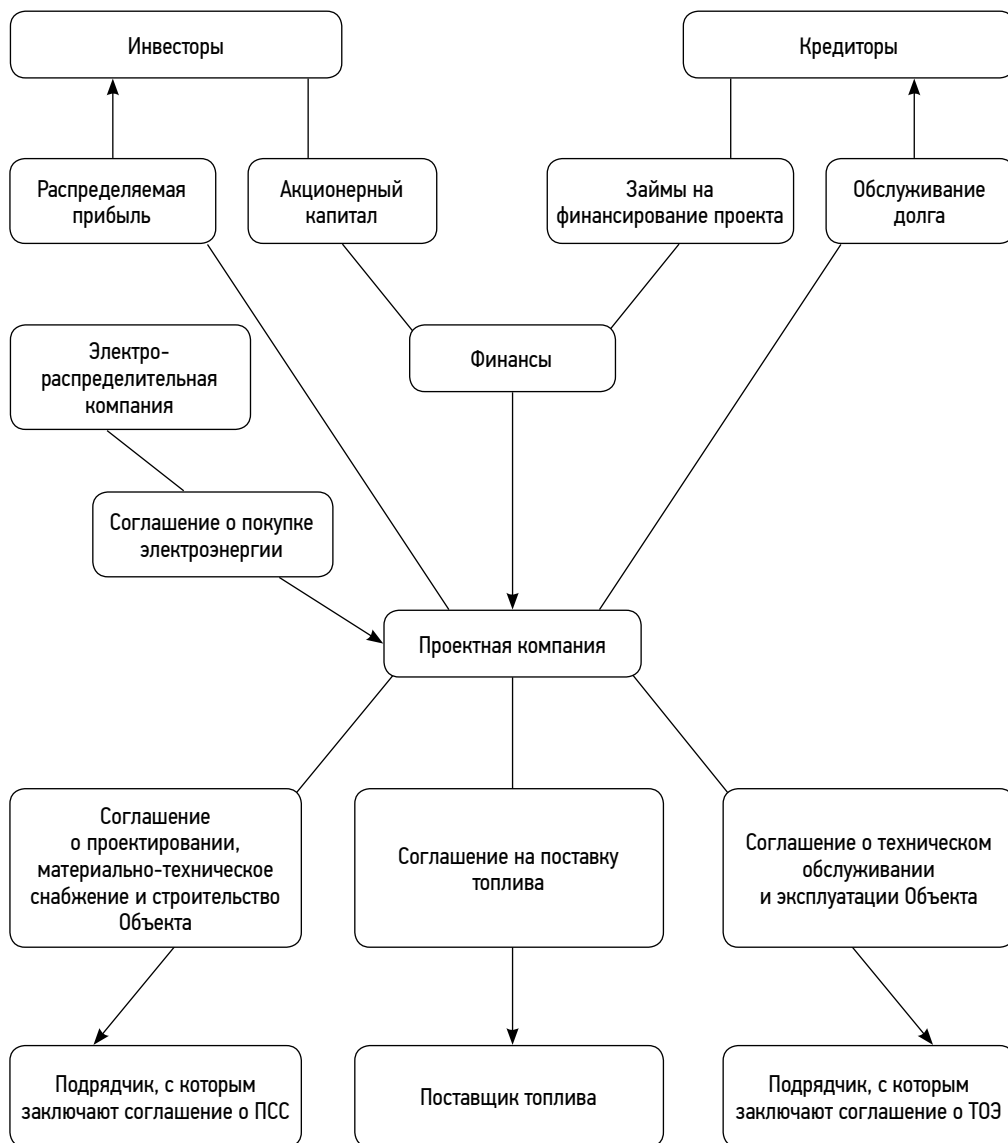 Инвесторы
Кредиторы
Распределяемая
прибыль
Акционерный
капитал
Займы на
финансирование проекта
Обслуживание
долга
Электро-
распределительная
компания
Финансы
Соглашение о покупке
электроэнергии
Проектная компания
Соглашение
о проектировании,
материально-техническое
снабжение и строительство
Объекта
Соглашение на поставку
топлива
Соглашение о техническом
обслуживании
и эксплуатации Объекта
Подрядчик, с которым
заключают соглашение о ПСС
Поставщик топлива
Подрядчик, с которым
заключают соглашение о ТОЭ